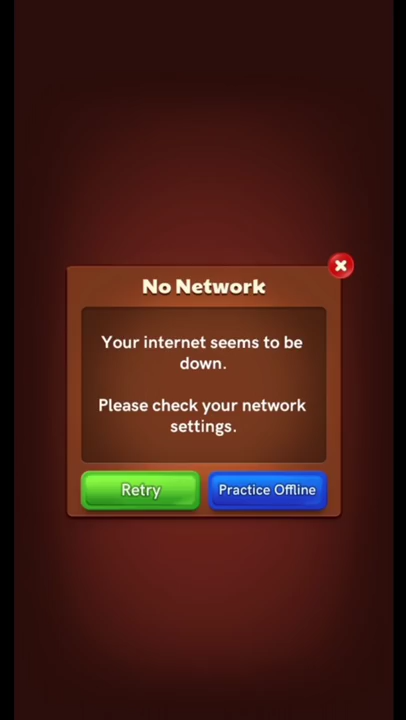 No Network
Your internet seems to be
down.
Please check your network
settings.
Retry
Practice Offline